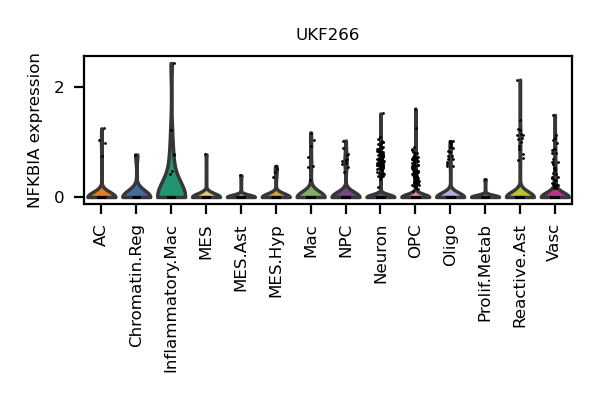 UKF266
NFKBIA expression
2
0
AC
Chromatin.Reg
Inflammatory.Mac
MES
MES.Ast
MES.Hyp
Mac
NPC
Neuron
OPC
Oligo
Prolif.Metab
Reactive.Ast
Vasc